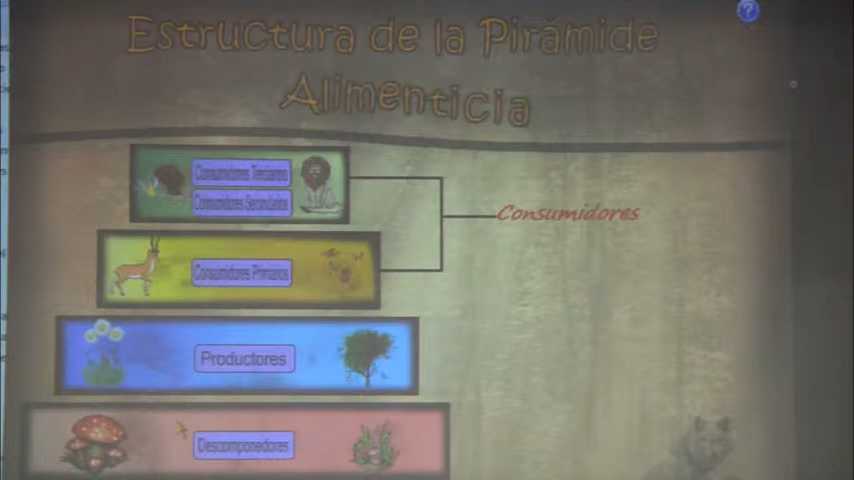 Estructura de la Pirámide
Alimenticia
Consumidores Terciarios
Consumidores Secundarios
Consumidores
Consumidores Primarios
Productores
Descomponedores